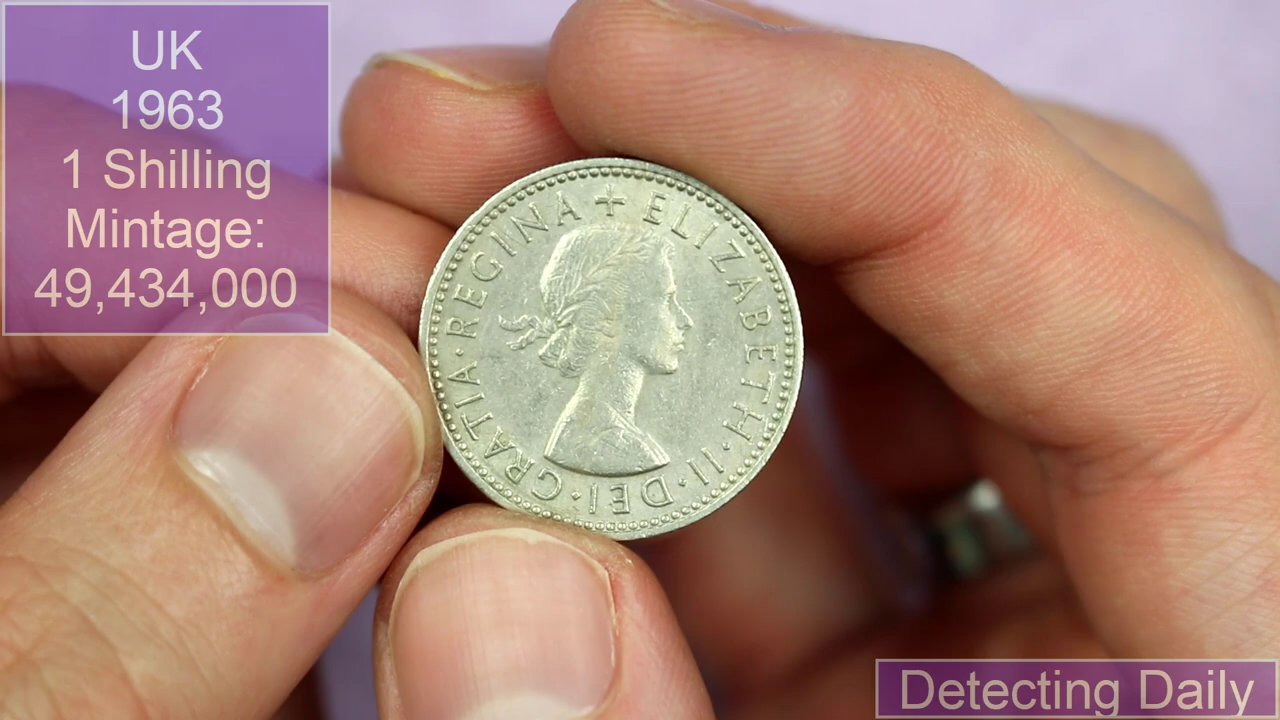 UK
1963
1 Shilling
Mintage:
49,434,000
+ ELIZABETH · II · DEI · GRATIA · REGINA
Detecting Daily